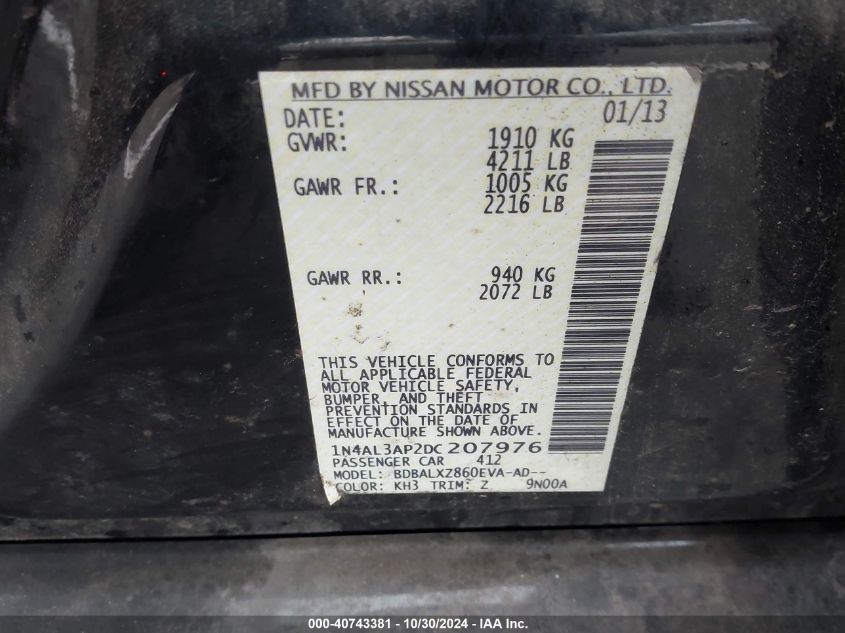 MFD BY NISSAN MOTOR CO., LTD.
DATE: 01/13
GVWR: 1910 KG
4211 LB
GAWR FR.: 1005 KG
2216 LB
GAWR RR.: 940 KG
2072 LB
THIS VEHICLE CONFORMS TO
ALL APPLICABLE FEDERAL
MOTOR VEHICLE SAFETY,
BUMPER, AND THEFT
PREVENTION STANDARDS IN
EFFECT ON THE DATE OF
MANUFACTURE SHOWN ABOVE.
1N4AL3AP2DC207976
PASSENGER CAR 412
MODEL: BDBALXZ860EVA-AD--
COLOR: KH3 TRIM: Z 9N00A
000-40743381 - 10/30/2024 - IAA Inc.